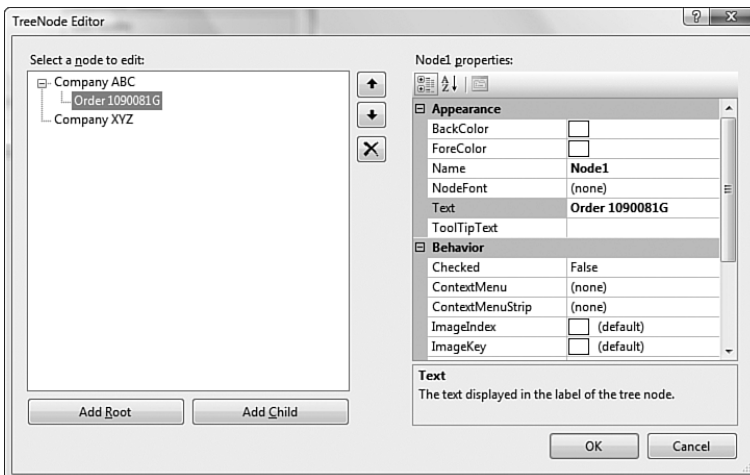 TreeNode Editor
Select a node to edit:
Company ABC
Order 1090081G
Company XYZ
Add Root
Add Child
Node1 properties:
Appearance
BackColor
ForeColor
Name Node1
NodeFont (none)
Text Order 1090081G
ToolTipText
Behavior
Checked False
ContextMenu (none)
ContextMenuStrip (none)
ImageIndex (default)
ImageKey (default)
Text
The text displayed in the label of the tree node.
OK
Cancel